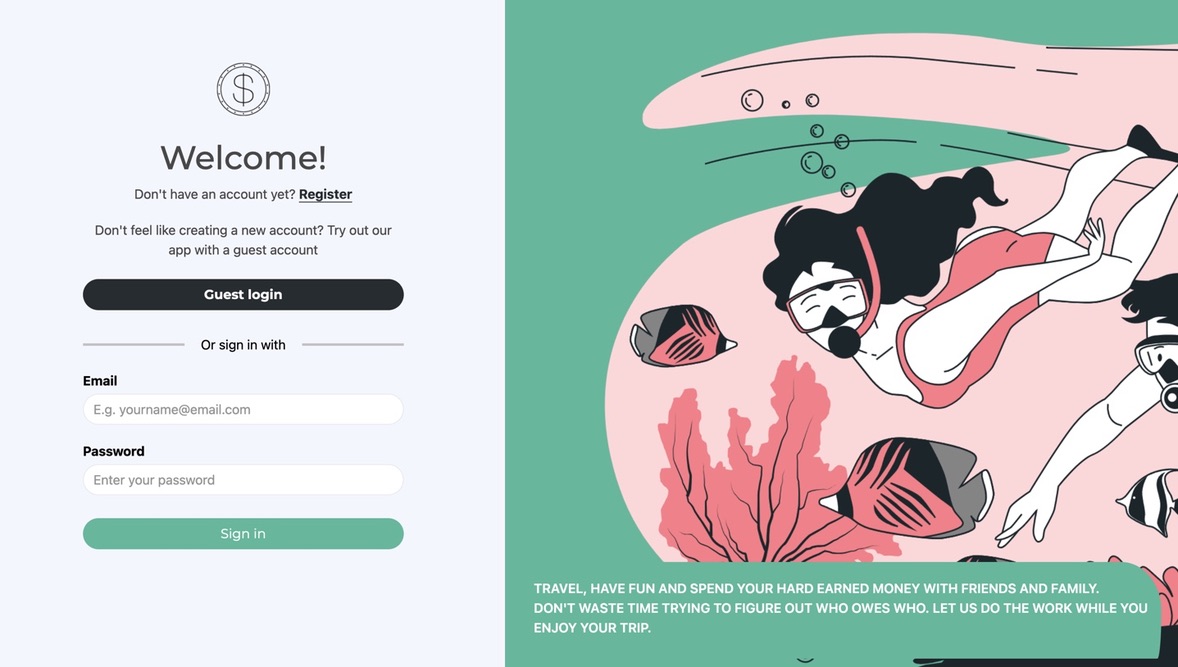 $
Welcome!
Don't have an account yet? Register
Don't feel like creating a new account? Try out our
app with a guest account
Guest login
Or sign in with
Email
E.g. yourname@email.com
Password
Enter your password
Sign in
TRAVEL, HAVE FUN AND SPEND YOUR HARD EARNED MONEY WITH FRIENDS AND FAMILY.
DON'T WASTE TIME TRYING TO FIGURE OUT WHO OWES WHO. LET US DO THE WORK WHILE YOU
ENJOY YOUR TRIP.